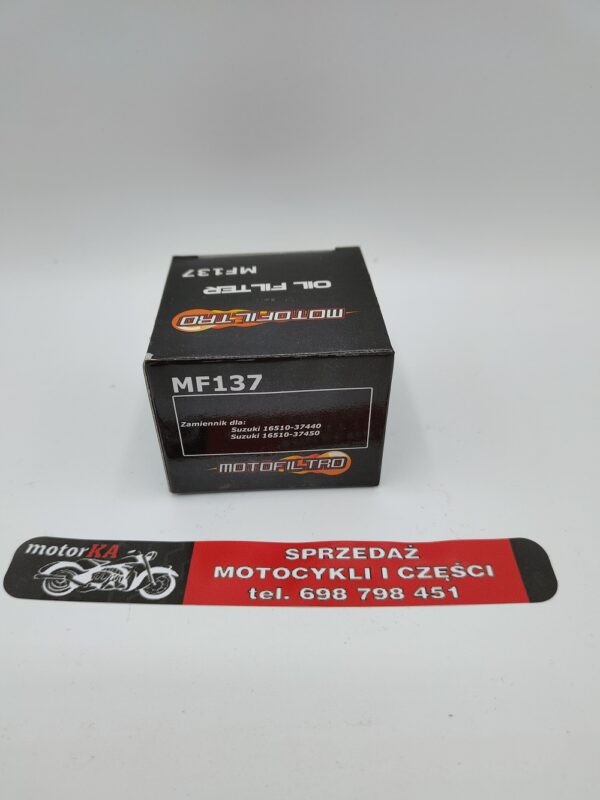 MF137
OIL FILTER
MOTOFILTRO
MF137
Zamiennik dla:
Suzuki 16510-37440
Suzuki 16510-37450
MOTOFILTRO
motorKA
SPRZEDAŻ
MOTOCYKLI I CZĘŚCI
tel. 698 798 451